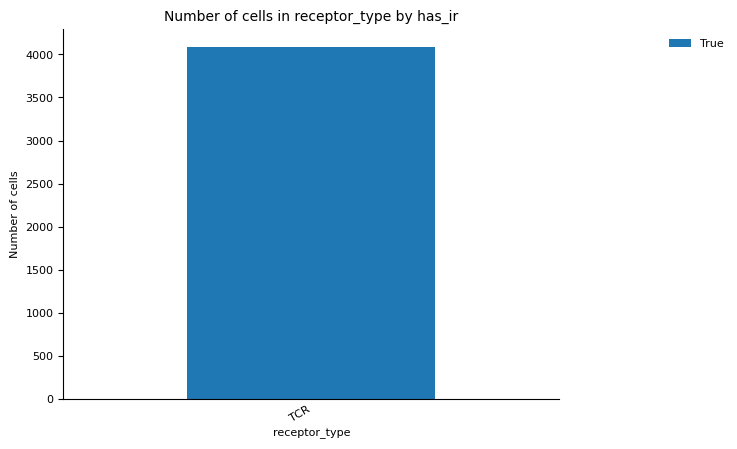 Number of cells in receptor_type by has_ir
True
Number of cells
4000
3500
3000
2500
2000
1500
1000
500
0
TCR
receptor_type